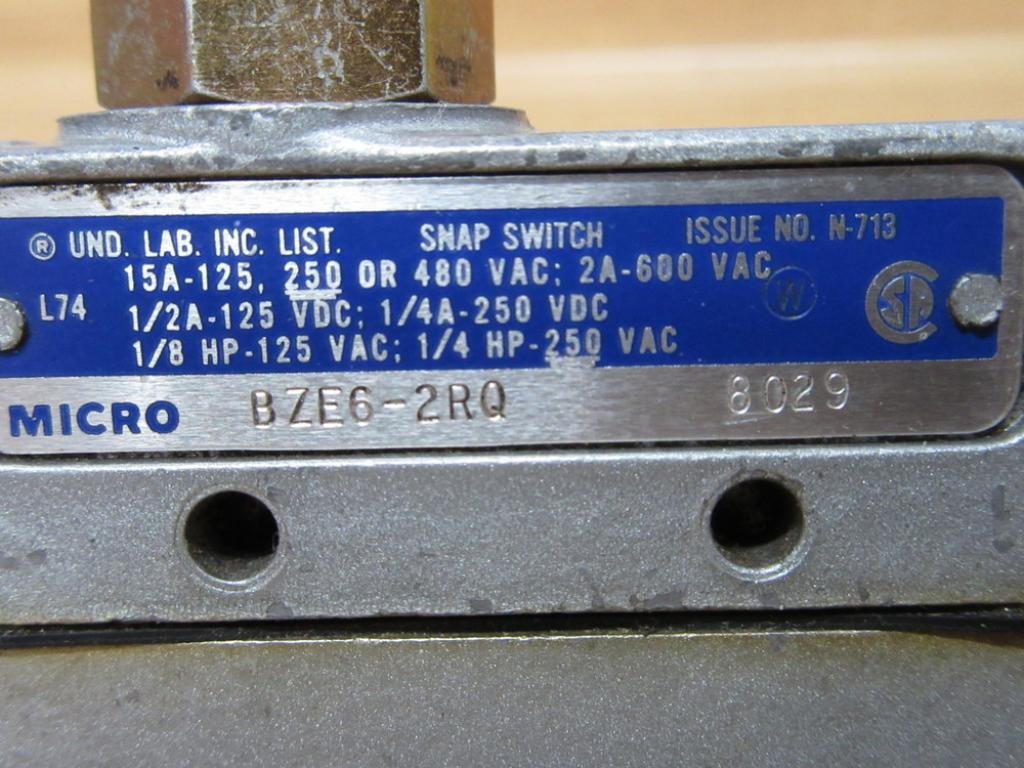 ® UND. LAB. INC. LIST. SNAP SWITCH ISSUE NO. N-713
15A-125, 250 OR 480 VAC; 2A-600 VAC
L74 1/2A-125 VDC; 1/4A-250 VDC
W
1/8 HP-125 VAC; 1/4 HP-250 VAC
MICRO BZE6-2RQ 8029